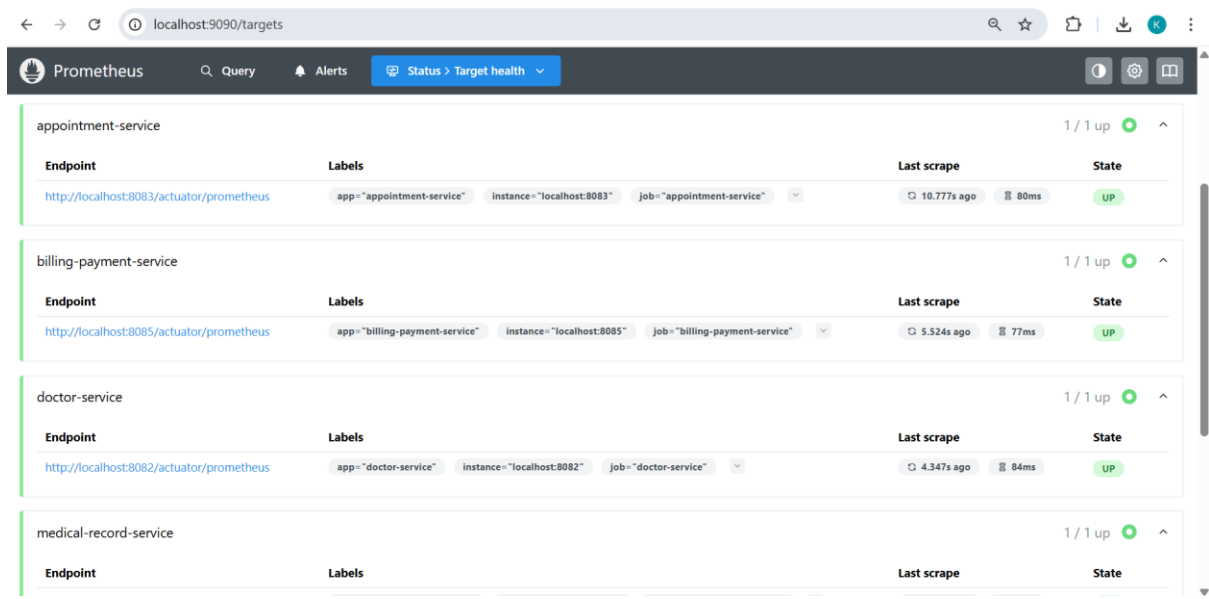 localhost:9090/targets
K
Prometheus Query Alerts Status > Target health
appointment-service 1 / 1 up
Endpoint Labels Last scrape State
http://localhost:8083/actuator/prometheus app="appointment-service" instance="localhost:8083" job="appointment-service" 10.777s ago 80ms UP
billing-payment-service 1 / 1 up
Endpoint Labels Last scrape State
http://localhost:8085/actuator/prometheus app="billing-payment-service" instance="localhost:8085" job="billing-payment-service" 5.524s ago 77ms UP
doctor-service 1 / 1 up
Endpoint Labels Last scrape State
http://localhost:8082/actuator/prometheus app="doctor-service" instance="localhost:8082" job="doctor-service" 4.347s ago 84ms UP
medical-record-service 1 / 1 up
Endpoint Labels Last scrape State